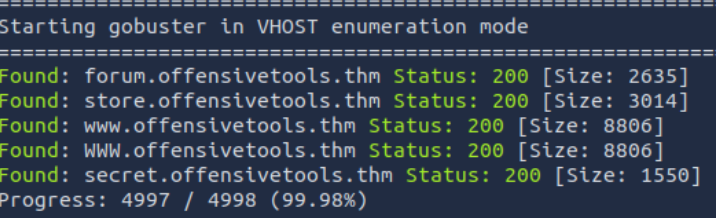 ===============================================================
Starting gobuster in VHOST enumeration mode
===============================================================
Found: forum.offensivetools.thm Status: 200 [Size: 2635]
Found: store.offensivetools.thm Status: 200 [Size: 3014]
Found: www.offensivetools.thm Status: 200 [Size: 8806]
Found: WWW.offensivetools.thm Status: 200 [Size: 8806]
Found: secret.offensivetools.thm Status: 200 [Size: 1550]
Progress: 4997 / 4998 (99.98%)